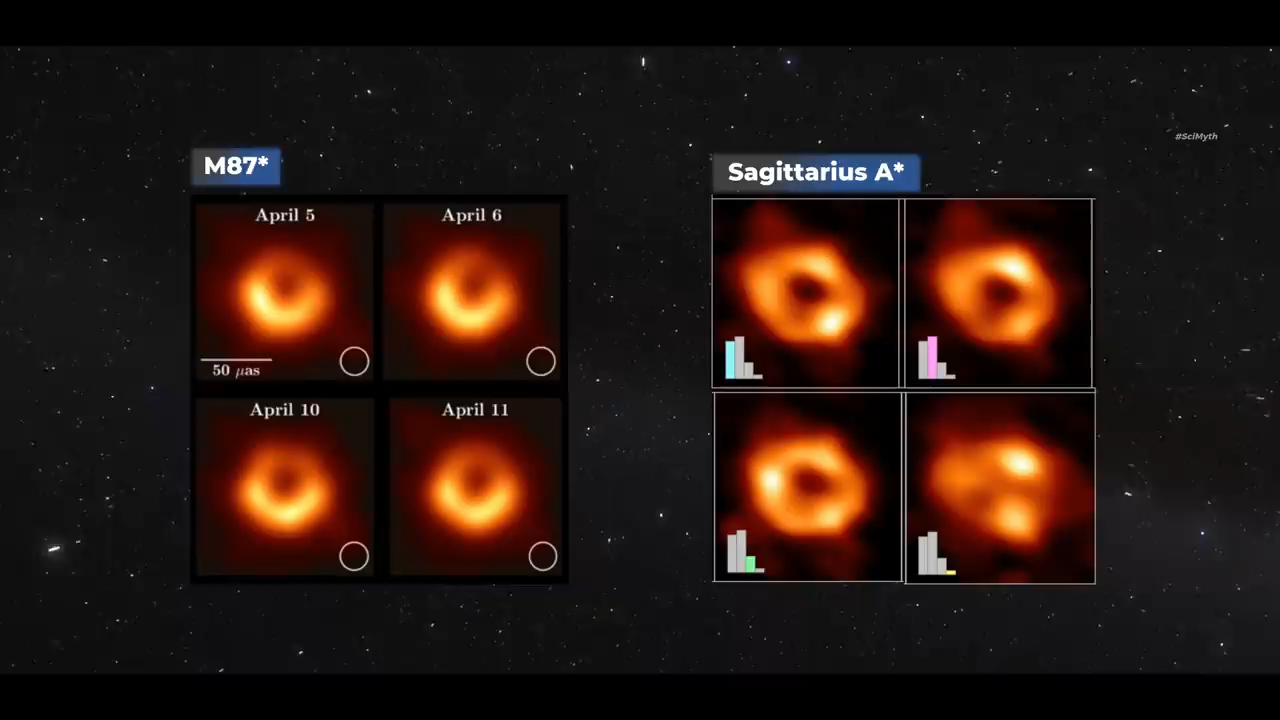 #SciMyth
M87*
Sagittarius A*
April 5
April 6
50 μas
April 10
April 11